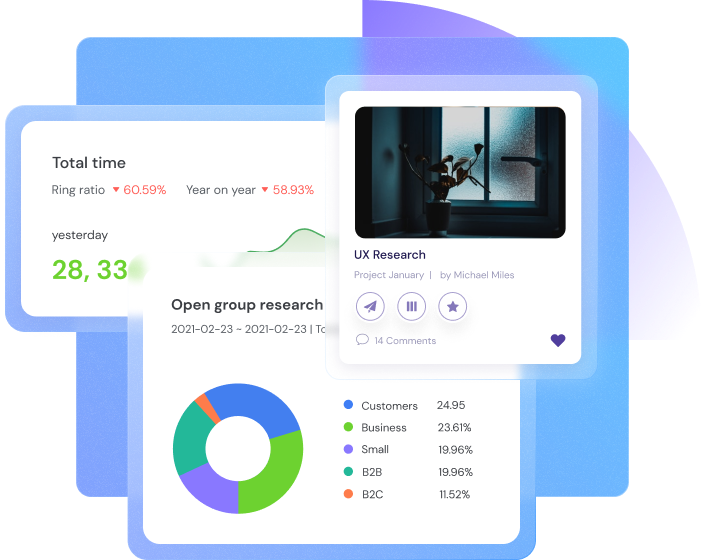 Total time
Ring ratio 60.59% Year on year 58.93%
yesterday
28, 33
UX Research
Project January | by Michael Miles
14 Comments
Open group research
2021-02-23 ~ 2021-02-23 |
Customers 24.95
Business 23.61%
Small 19.96%
B2B 19.96%
B2C 11.52%